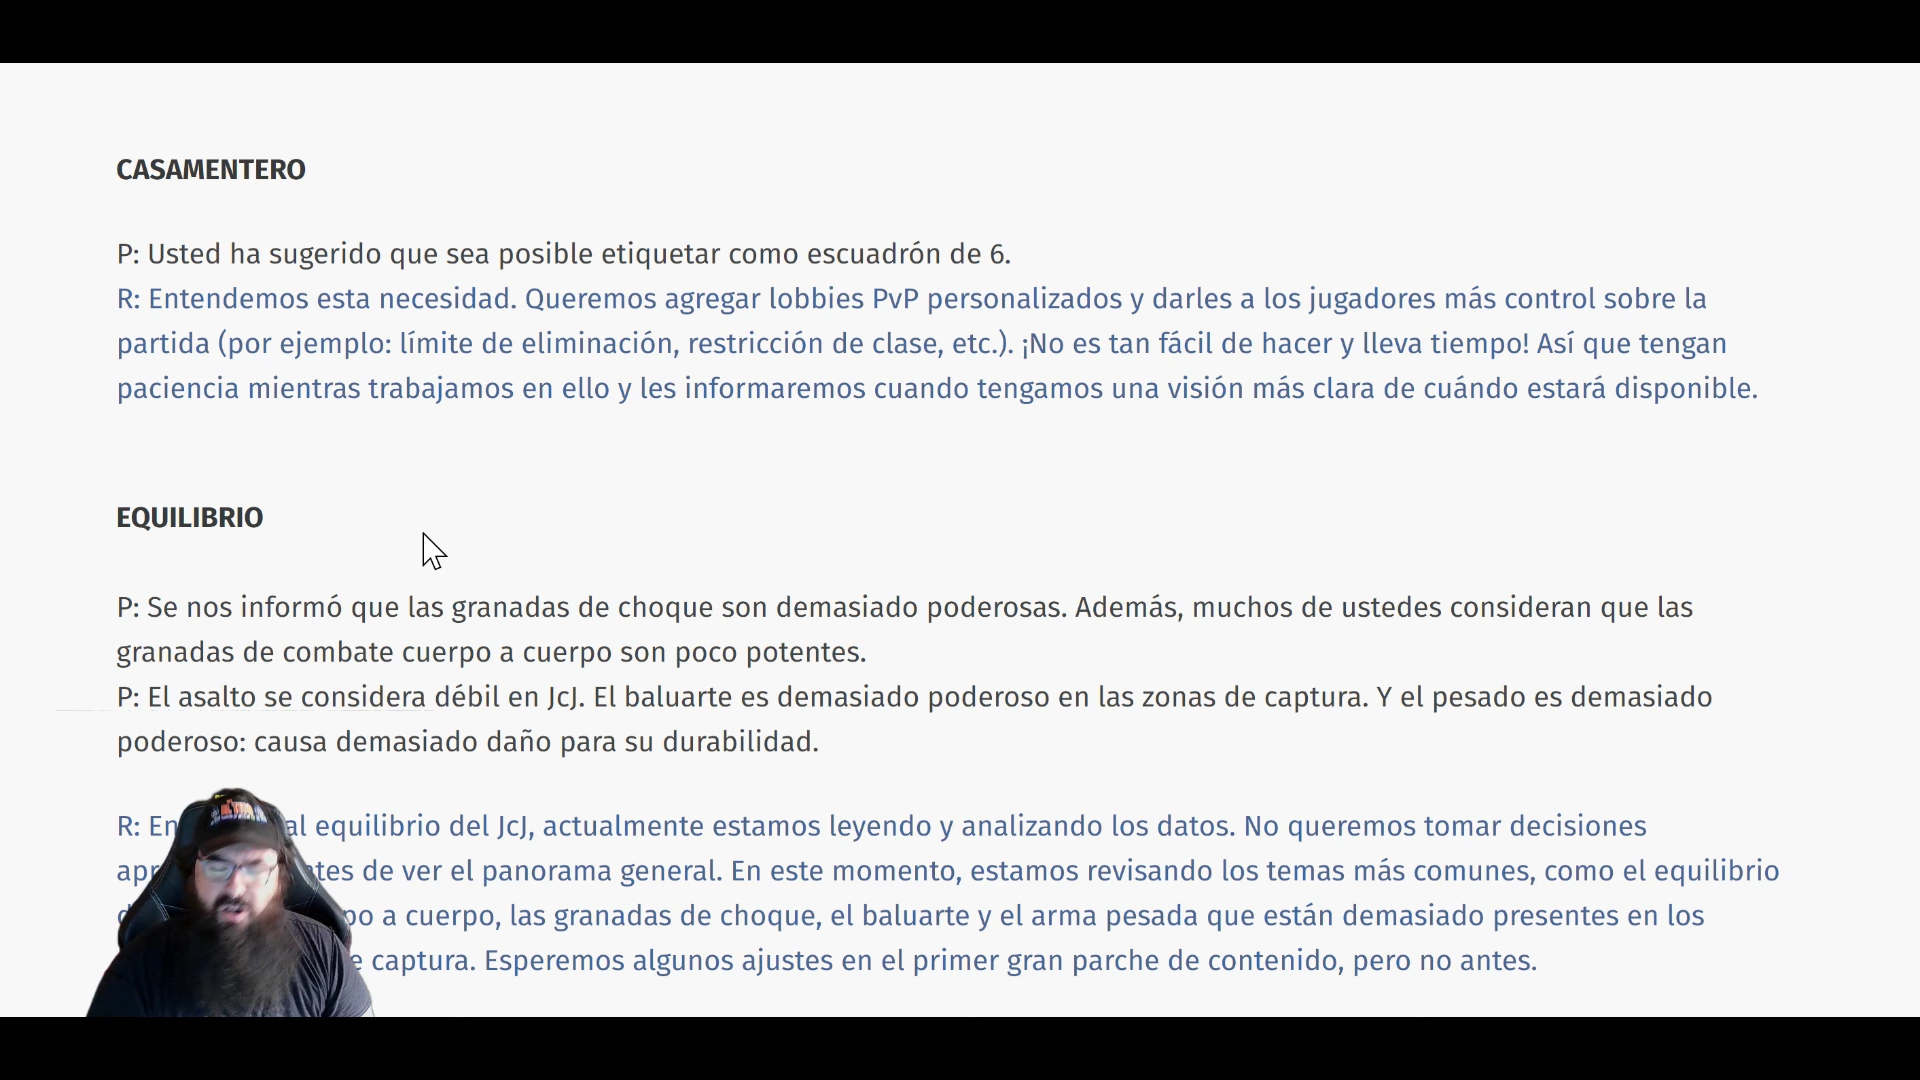 CASAMENTERO
P: Usted ha sugerido que sea posible etiquetar como escuadrón de 6.
R: Entendemos esta necesidad. Queremos agregar lobbies PvP personalizados y darles a los jugadores más control sobre la
partida (por ejemplo: límite de eliminación, restricción de clase, etc.). ¡No es tan fácil de hacer y lleva tiempo! Así que tengan
paciencia mientras trabajamos en ello y les informaremos cuando tengamos una visión más clara de cuándo estará disponible.
EQUILIBRIO
P: Se nos informó que las granadas de choque son demasiado poderosas. Además, muchos de ustedes consideran que las
granadas de combate cuerpo a cuerpo son poco potentes.
P: El asalto se considera débil en JcJ. El baluarte es demasiado poderoso en las zonas de captura. Y el pesado es demasiado
poderoso: causa demasiado daño para su durabilidad.
R: al equilibrio del JcJ, actualmente estamos leyendo y analizando los datos. No queremos tomar decisiones
de ver el panorama general. En este momento, estamos revisando los temas más comunes, como el equilibrio
a cuerpo, las granadas de choque, el baluarte y el arma pesada que están demasiado presentes en los
captura. Esperemos algunos ajustes en el primer gran parche de contenido, pero no antes.